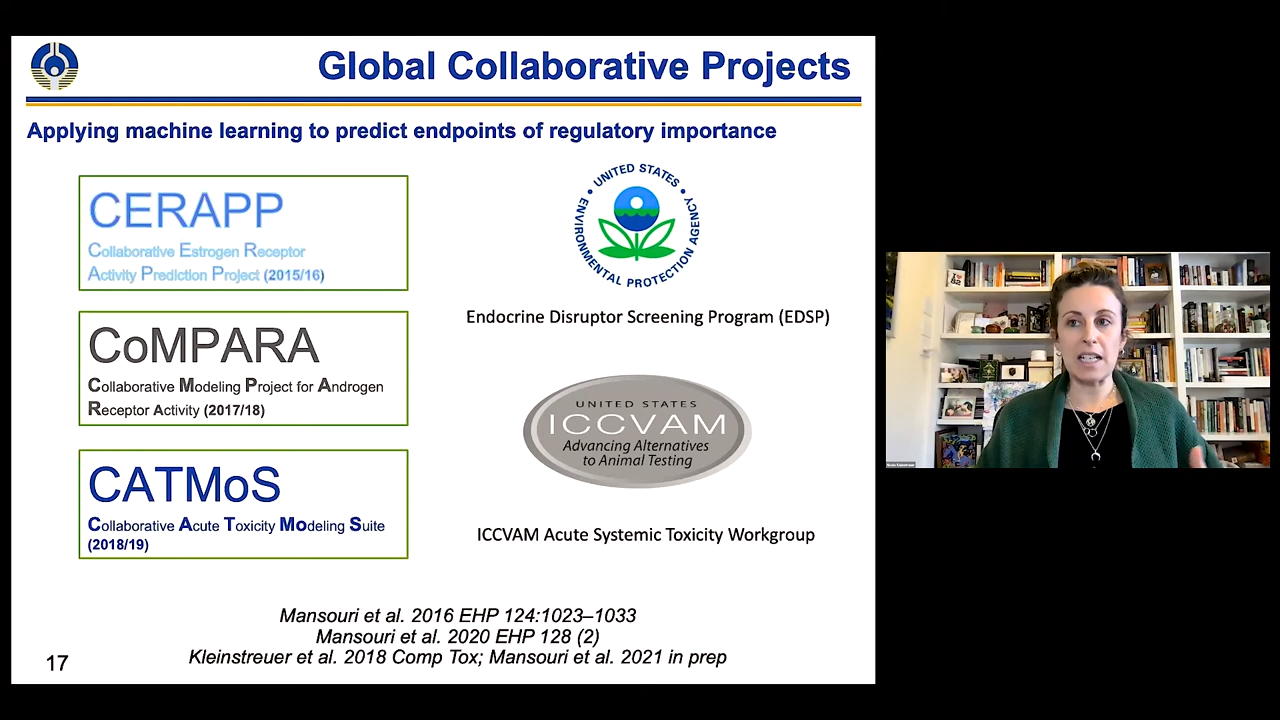 Global Collaborative Projects
Applying machine learning to predict endpoints of regulatory importance
CERAPP
Collaborative Estrogen Receptor
Activity Prediction Project (2015/16)
CoMPARA
Collaborative Modeling Project for Androgen
Receptor Activity (2017/18)
CATMoS
Collaborative Acute Toxicity Modeling Suite
(2018/19)
UNITED STATES
ENVIRONMENTAL PROTECTION AGENCY
Endocrine Disruptor Screening Program (EDSP)
UNITED STATES
ICCVAM
Advancing Alternatives
to Animal Testing
ICCVAM Acute Systemic Toxicity Workgroup
Mansouri et al. 2016 EHP 124:1023–1033
Mansouri et al. 2020 EHP 128 (2)
Kleinstreuer et al. 2018 Comp Tox; Mansouri et al. 2021 in prep
17